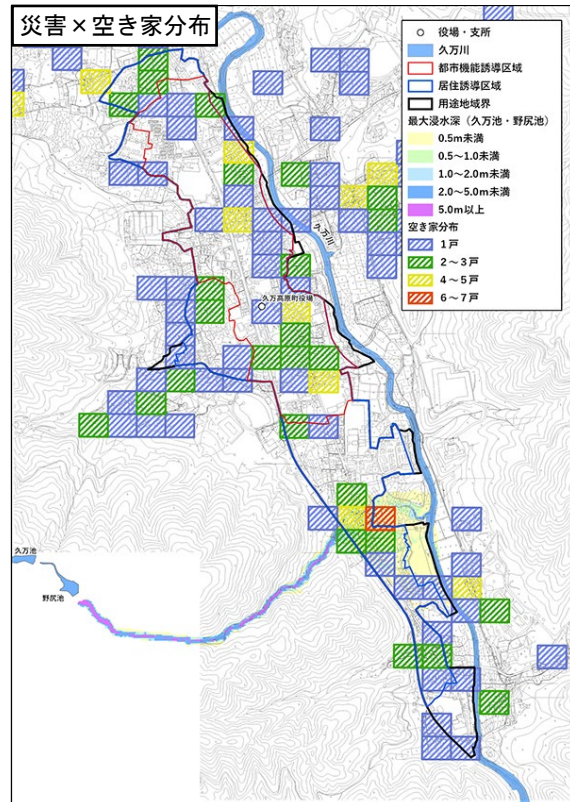 災害×空き家分布
役場・支所
久万川
都市機能誘導区域
居住誘導区域
用途地域界
最大浸水深（久万池・野尻池）
0.5m未満
0.5〜1.0未満
1.0〜2.0m未満
2.0〜5.0m未満
5.0m以上
空き家分布
1戸
2〜3戸
4〜5戸
6〜7戸
久万川
久万高原町役場
久万池
野尻池